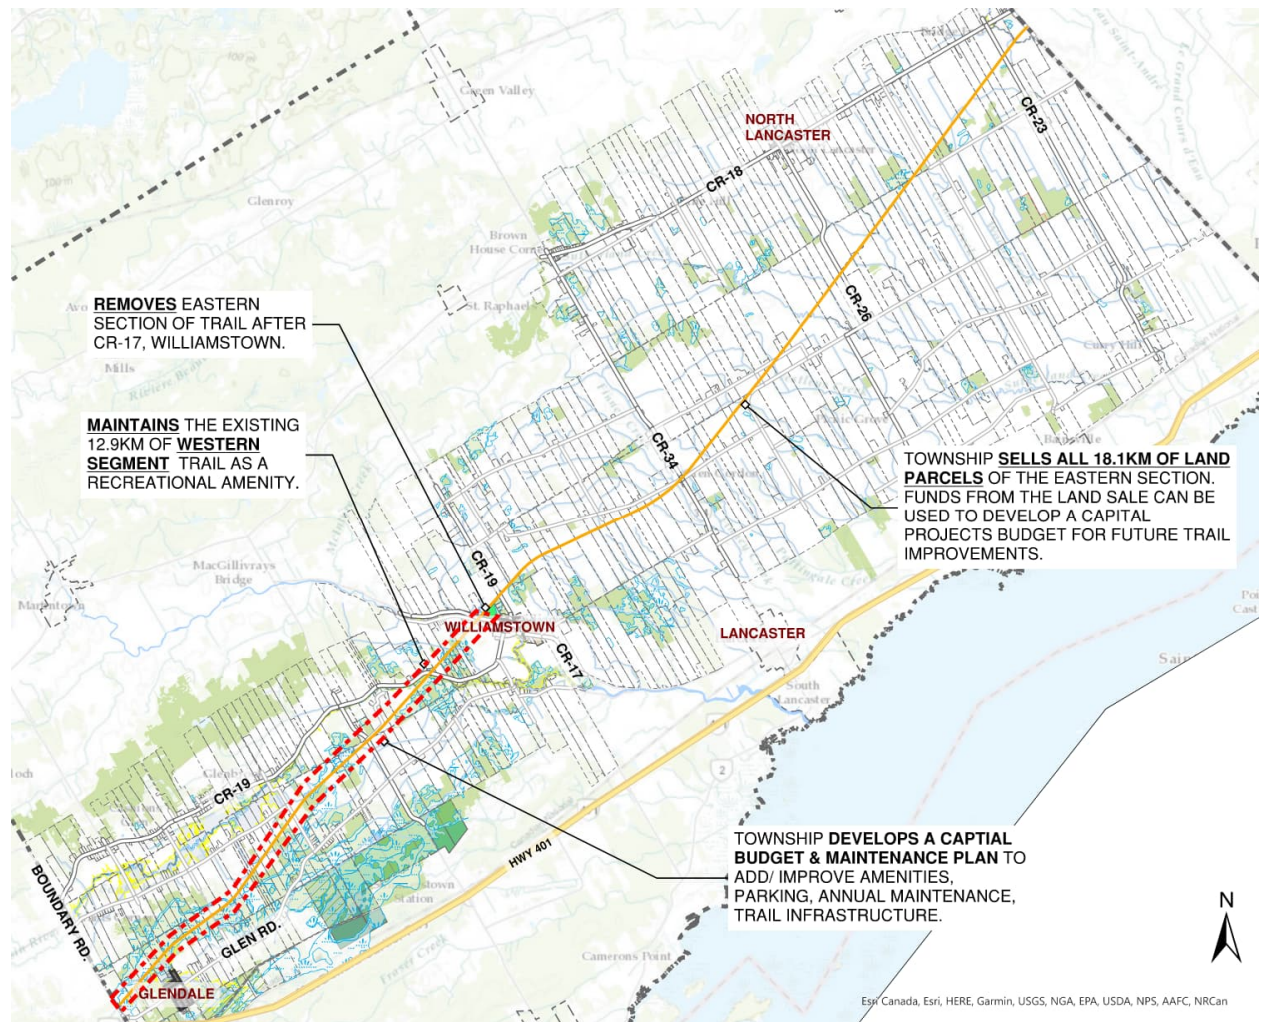 Green Valley
NORTH
LANCASTER
CR-23
CR-18
Glenroy
Brown
St. Raphael
CR-26
REMOVES EASTERN
SECTION OF TRAIL AFTER
CR-17, WILLIAMSTOWN.
Mills
MAINTAINS THE EXISTING
12.9KM OF WESTERN
SEGMENT TRAIL AS A
RECREATIONAL AMENITY.
CR-34
TOWNSHIP SELLS ALL 18.1KM OF LAND
PARCELS OF THE EASTERN SECTION.
FUNDS FROM THE LAND SALE CAN BE
USED TO DEVELOP A CAPITAL
PROJECTS BUDGET FOR FUTURE TRAIL
IMPROVEMENTS.
MacGillivrays
Bridge
CR-19
WILLIAMSTOWN
LANCASTER
CR-17
South
Lancaster
2
CR-19
HWY 401
TOWNSHIP DEVELOPS A CAPTIAL
BUDGET & MAINTENANCE PLAN TO
ADD/ IMPROVE AMENITIES,
PARKING, ANNUAL MAINTENANCE,
TRAIL INFRASTRUCTURE.
BOUNDARY RD.
Station
GLEN RD.
Camerons Point
N
GLENDALE
Esri Canada, Esri, HERE, Garmin, USGS, NGA, EPA, USDA, NPS, AAFC, NRCan